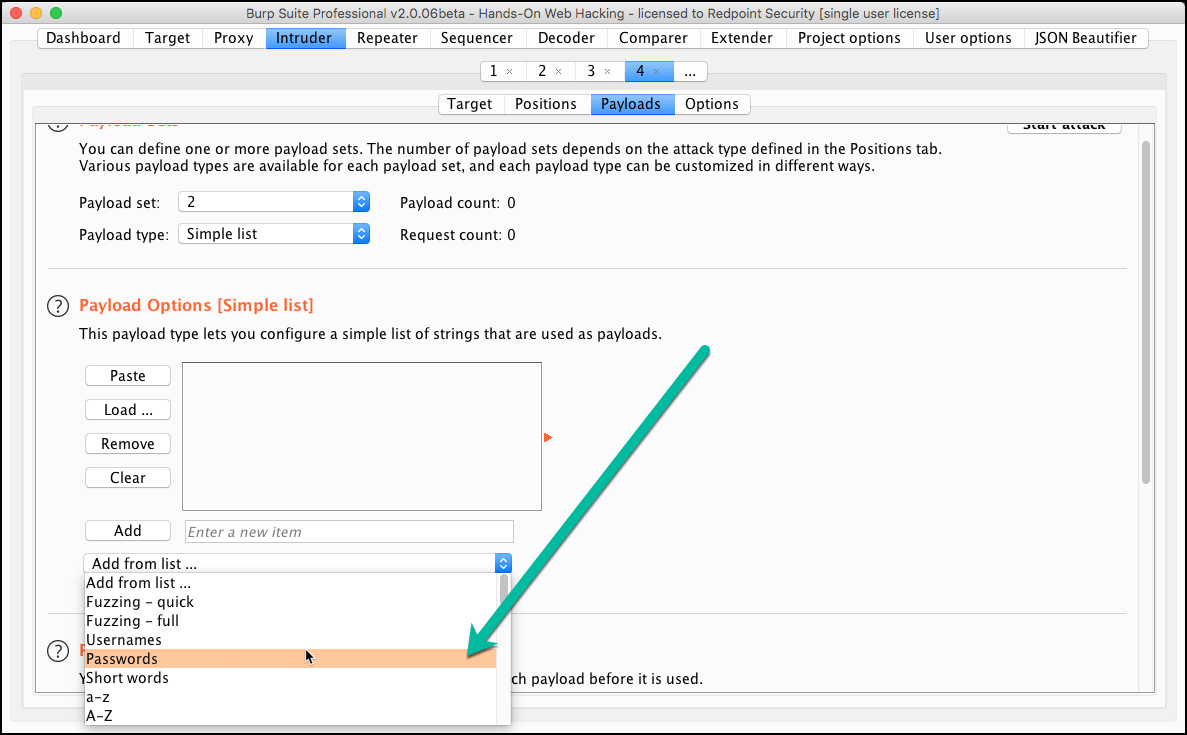 Burp Suite Professional v2.0.06beta - Hands-On Web Hacking - licensed to Redpoint Security [single user license]
Dashboard Target Proxy Intruder Repeater Sequencer Decoder Comparer Extender Project options User options JSON Beautifier
1 × 2 × 3 × 4 × ...
Target Positions Payloads Options
? Payload Sets Start attack
You can define one or more payload sets. The number of payload sets depends on the attack type defined in the Positions tab.
Various payload types are available for each payload set, and each payload type can be customized in different ways.
Payload set: 2 Payload count: 0
Payload type: Simple list Request count: 0
? Payload Options [Simple list]
This payload type lets you configure a simple list of strings that are used as payloads.
Paste
Load ...
Remove
Clear
Add Enter a new item
Add from list ...
Add from list ...
Fuzzing - quick
Fuzzing - full
Usernames
?
Passwords
Short words
ch payload before it is used.
a-z
A-Z